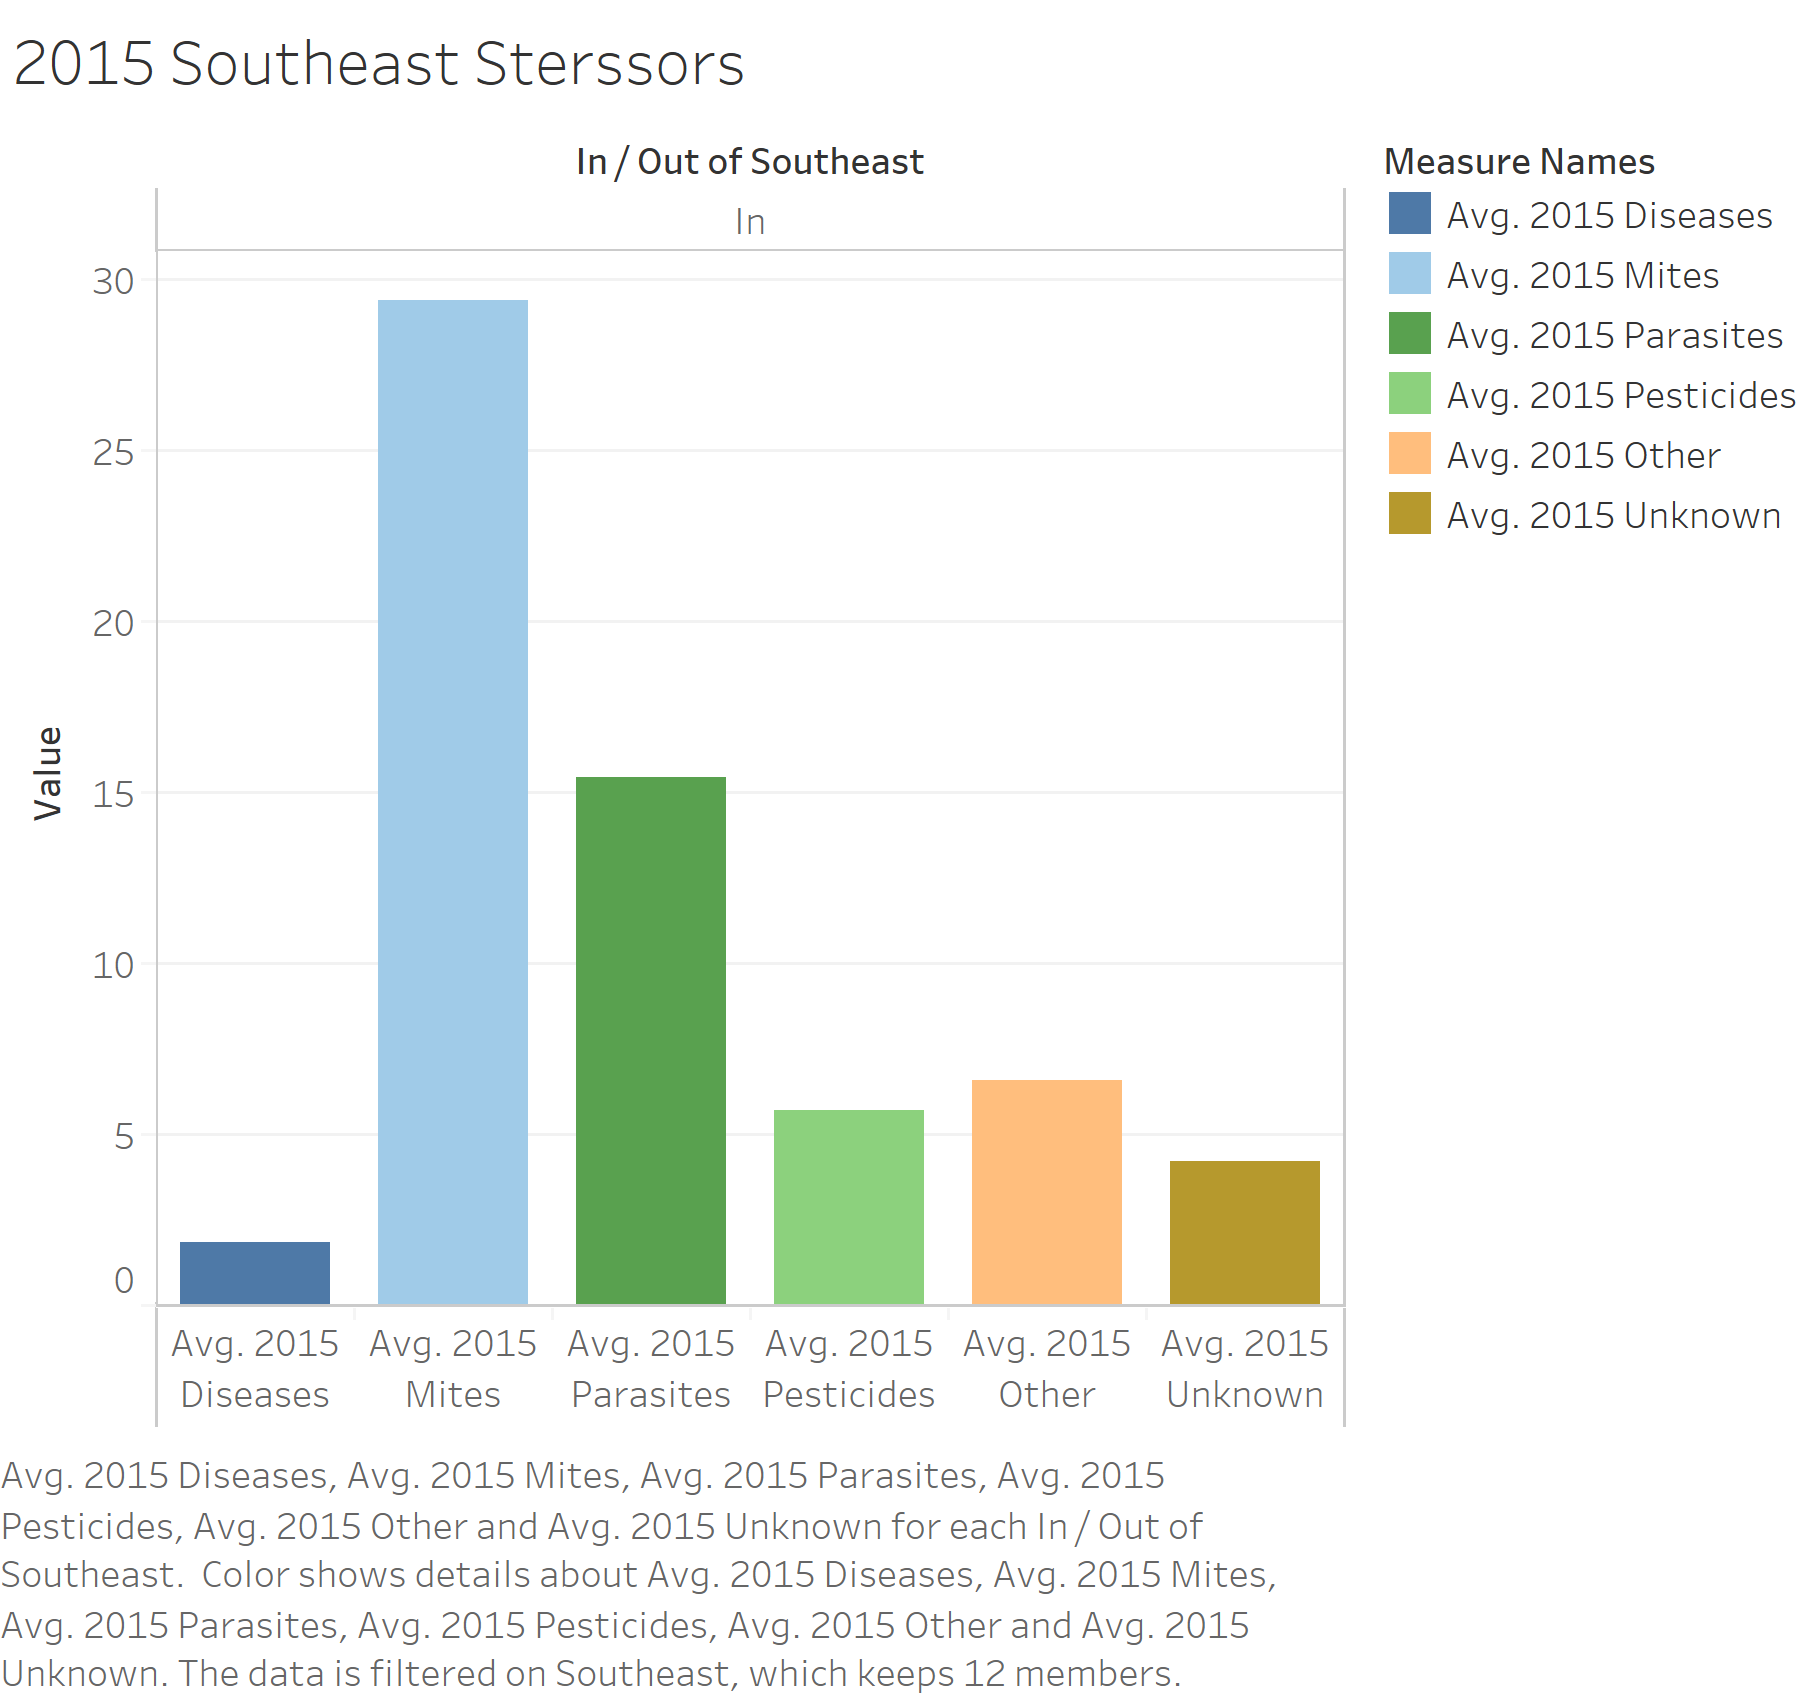 2015 Southeast Sterssors
In / Out of Southeast
In
Measure Names
Avg. 2015 Diseases
Avg. 2015 Mites
Avg. 2015 Parasites
Avg. 2015 Pesticides
Avg. 2015 Other
Avg. 2015 Unknown
Value
30
25
20
15
10
5
0
Avg. 2015
Diseases
Avg. 2015
Mites
Avg. 2015
Parasites
Avg. 2015
Pesticides
Avg. 2015
Other
Avg. 2015
Unknown
Avg. 2015 Diseases, Avg. 2015 Mites, Avg. 2015 Parasites, Avg. 2015
Pesticides, Avg. 2015 Other and Avg. 2015 Unknown for each In / Out of
Southeast.  Color shows details about Avg. 2015 Diseases, Avg. 2015 Mites,
Avg. 2015 Parasites, Avg. 2015 Pesticides, Avg. 2015 Other and Avg. 2015
Unknown. The data is filtered on Southeast, which keeps 12 members.